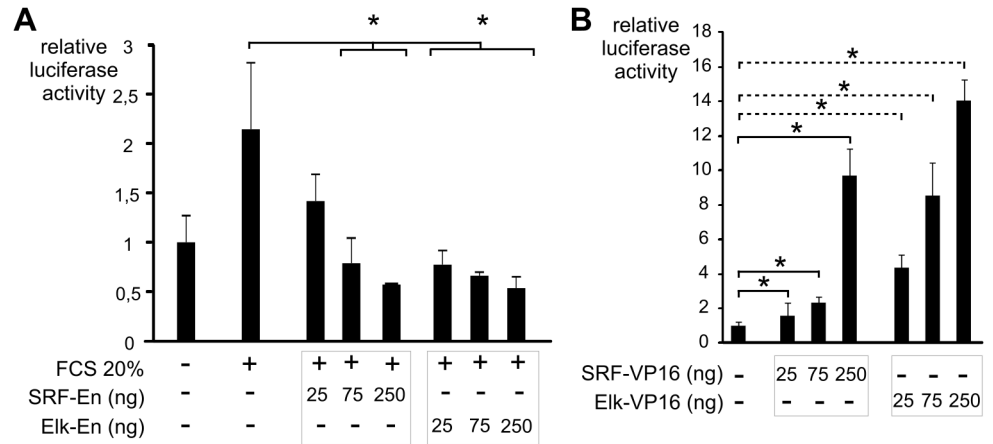 A
relative
luciferase
activity
*
*
3
2,5
2
1,5
1
0,5
0
FCS 20% - + + + + + + +
SRF-En (ng) - - 25 75 250 - - -
Elk-En (ng) - - - - - 25 75 250
B
relative
luciferase
activity
18
16
14
12
10
8
6
4
2
0
*
*
*
*
*
*
SRF-VP16 (ng) - 25 75 250 - - -
Elk-VP16 (ng) - - - - 25 75 250